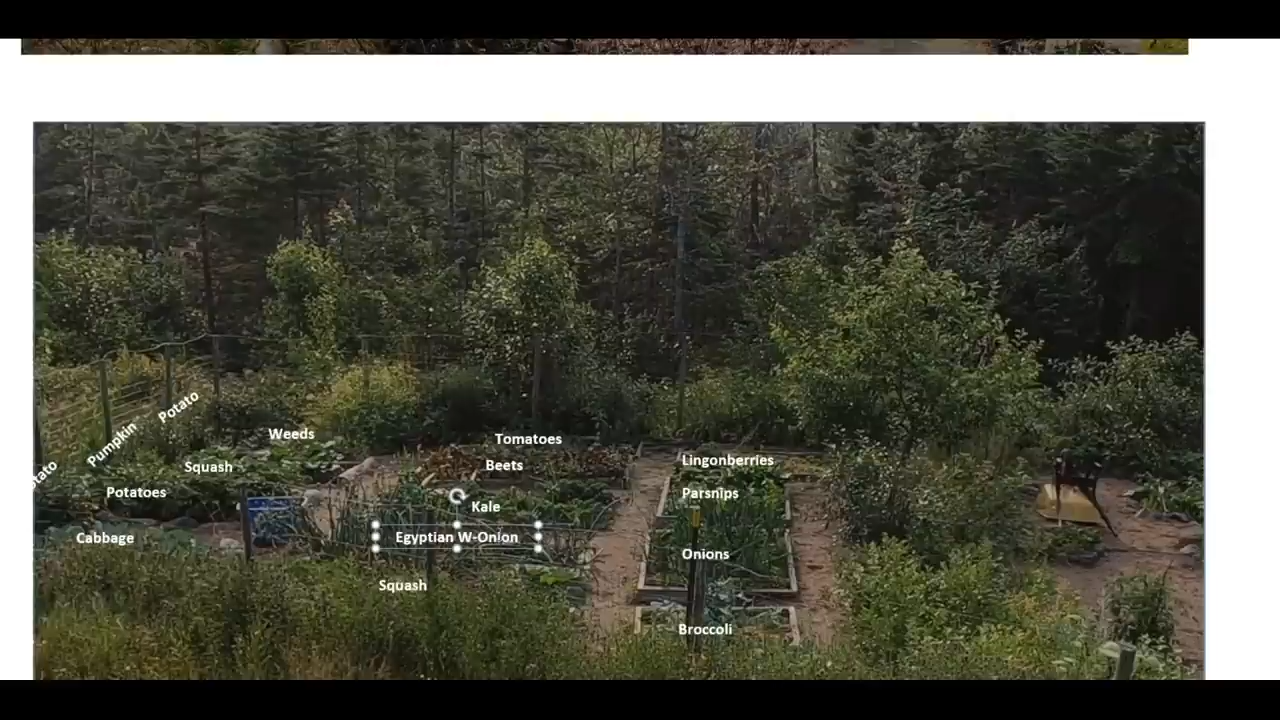 Potato
Weeds
Pumpkin
Tomatoes
Squash
Beets
Lingonberries
Potatoes
Kale
Parsnips
Cabbage
Egyptian W-Onion
Onions
Squash
Broccoli